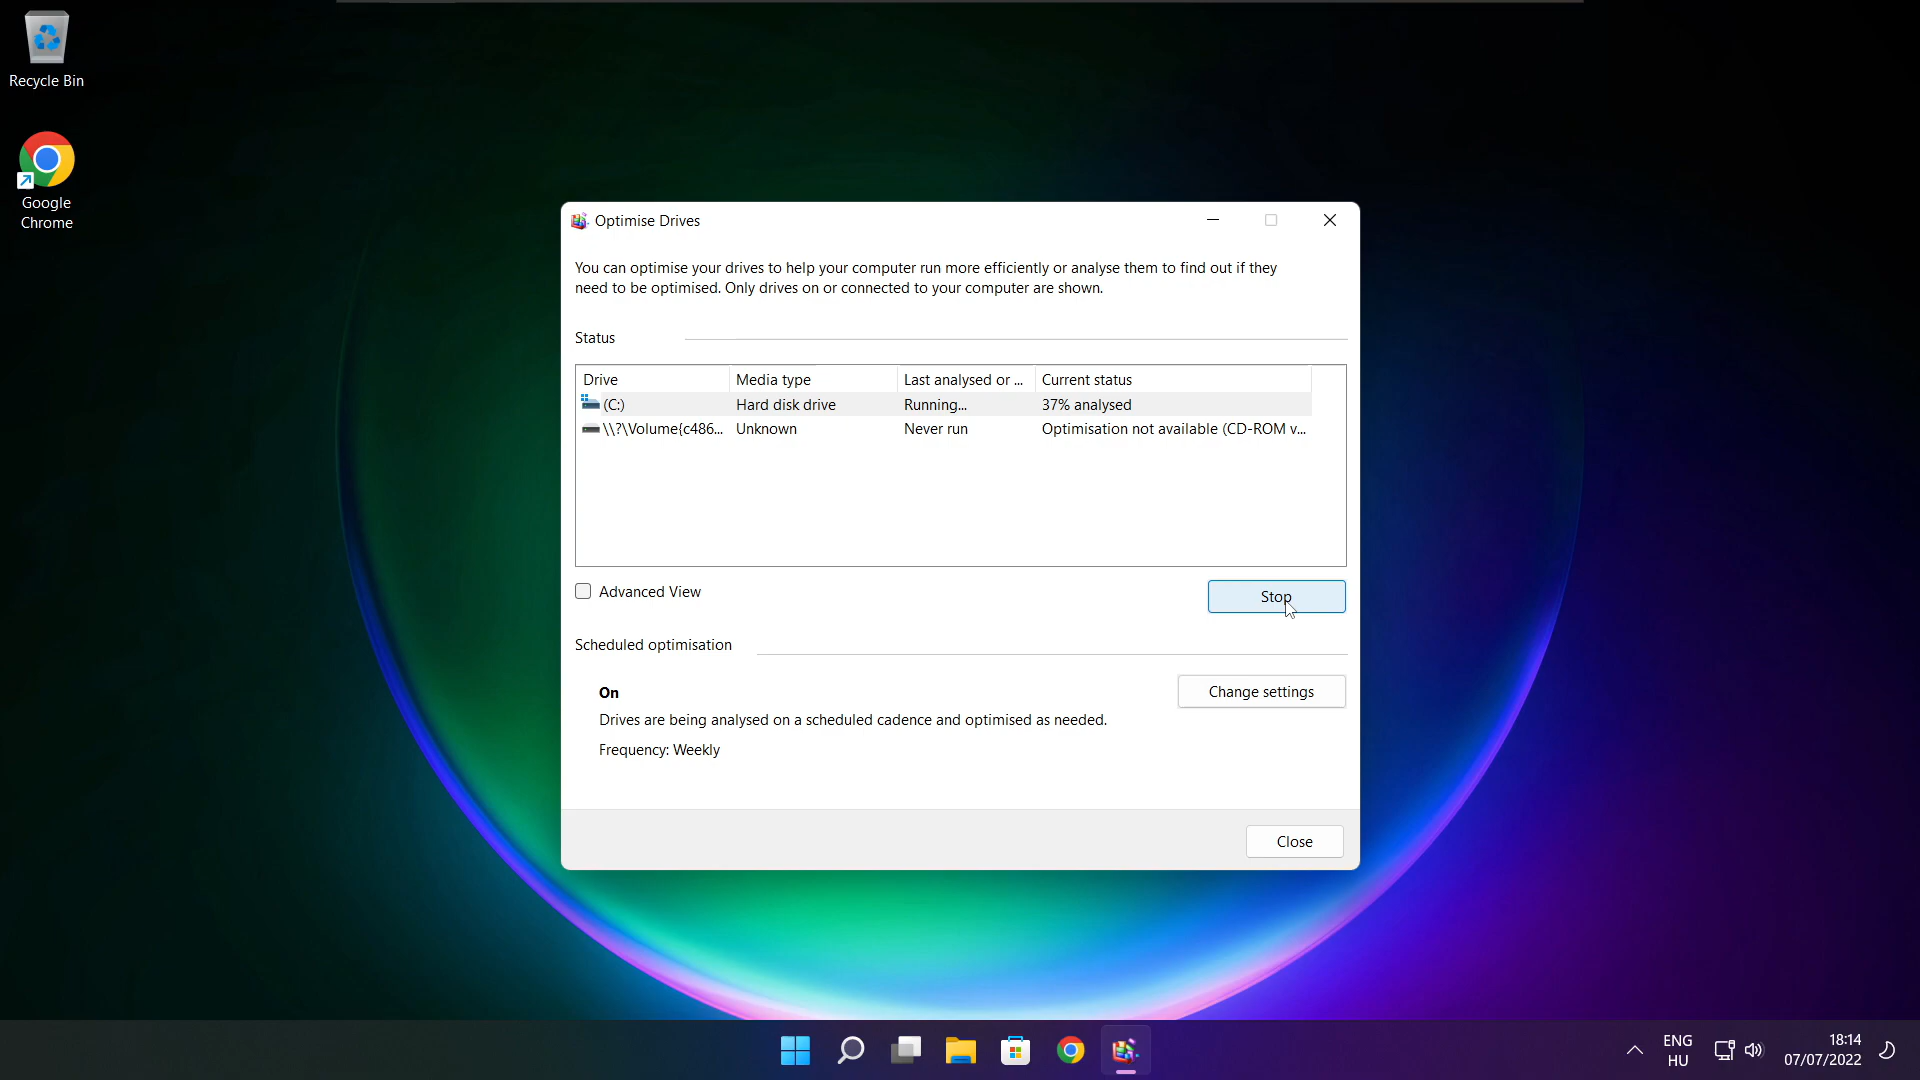 Recycle Bin
Google
Chrome
Optimise Drives
You can optimise your drives to help your computer run more efficiently or analyse them to find out if they
need to be optimised. Only drives on or connected to your computer are shown.
Status
Drive Media type Last analysed or ... Current status
(C:) Hard disk drive Running... 37% analysed
\\?\Volume{c486... Unknown Never run Optimisation not available (CD-ROM v...
Advanced View
Stop
Scheduled optimisation
On
Change settings
Drives are being analysed on a scheduled cadence and optimised as needed.
Frequency: Weekly
Close
ENG
HU
18:14
07/07/2022